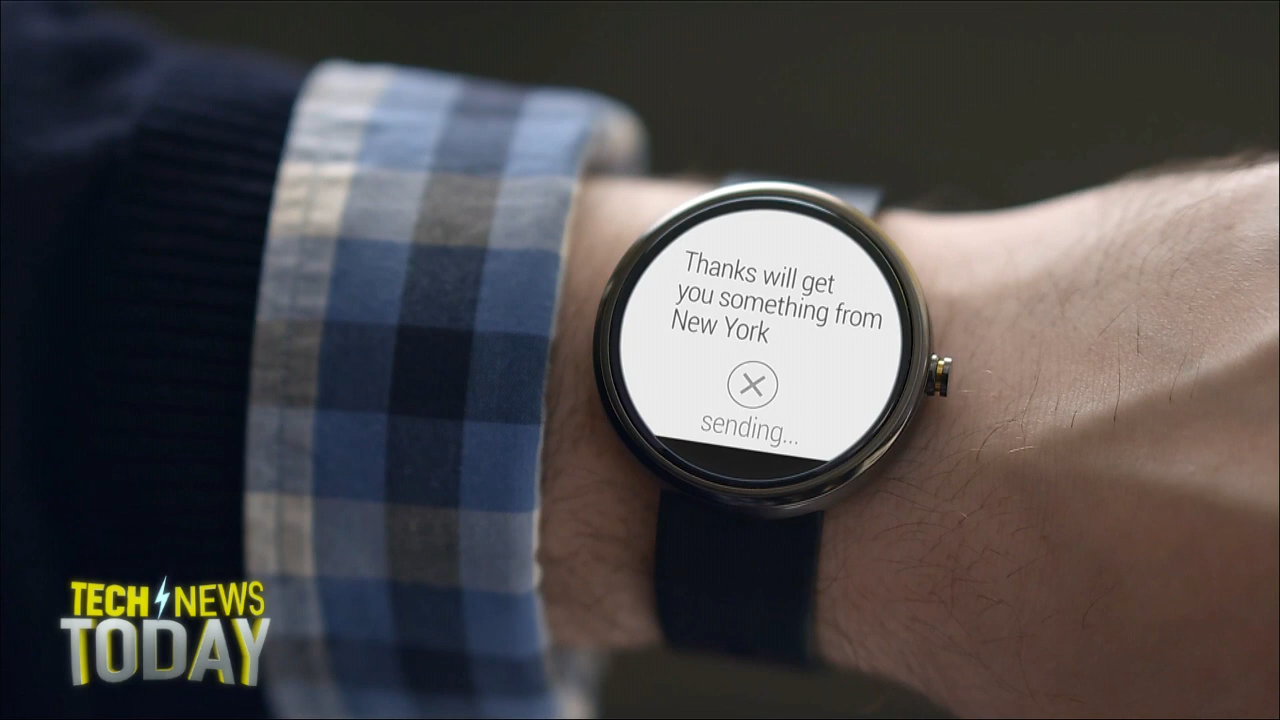 Thanks will get
you something from
New York
sending...
TECH NEWS
TODAY